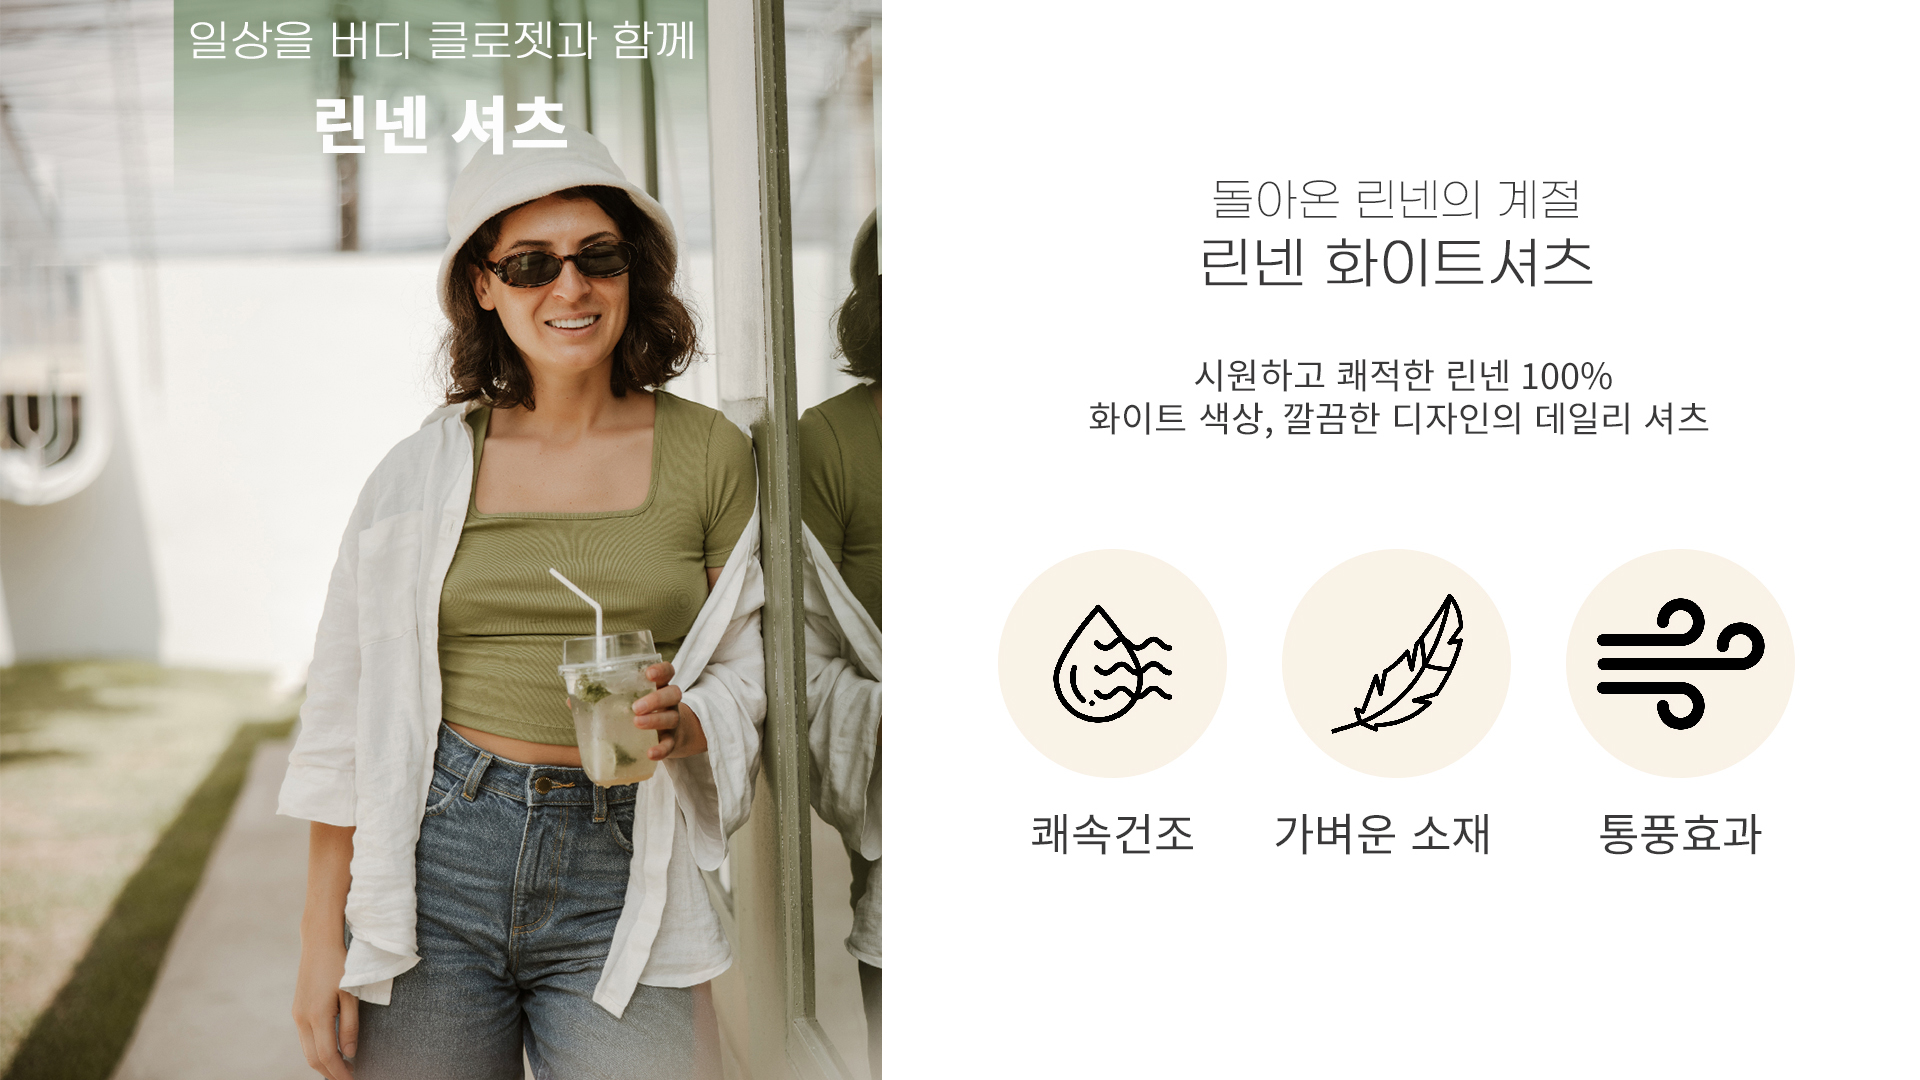 일상을 버디 클로젯과 함께
린넨 셔츠
돌아온 린넨의 계절
린넨 화이트셔츠
시원하고 쾌적한 린넨 100%
화이트 색상, 깔끔한 디자인의 데일리 셔츠
쾌속건조
가벼운 소재
통풍효과